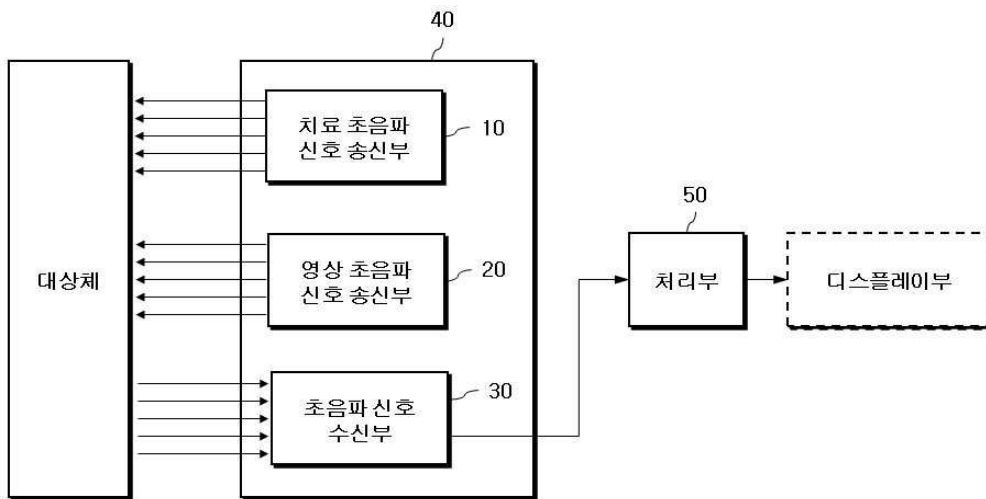 40
치료 초음파
신호 송신부
10
50
대상체
영상 초음파
신호 송신부
20
처리부
디스플레이부
초음파 신호
수신부
30